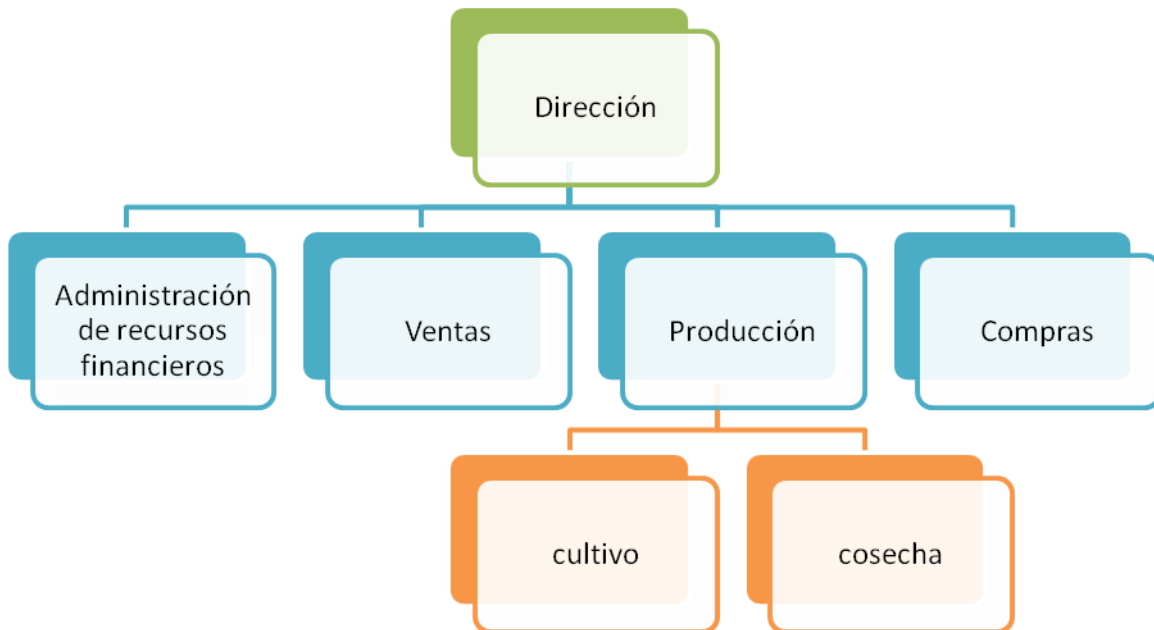 Dirección
Administración
de recursos
financieros
Ventas
Producción
Compras
cultivo
cosecha